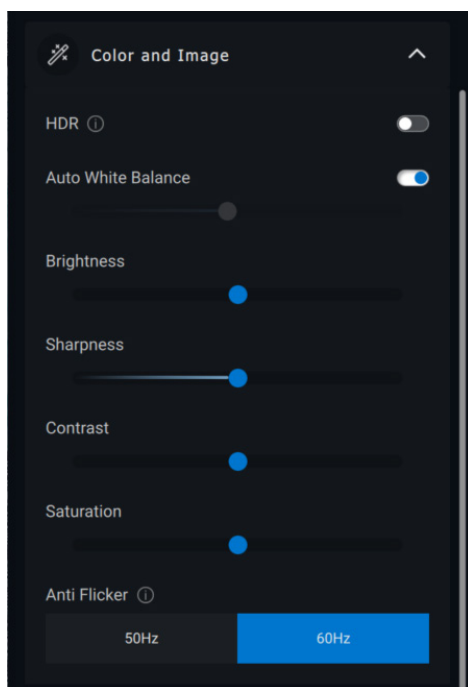 Color and Image
HDR
Auto White Balance
Brightness
Sharpness
Contrast
Saturation
Anti Flicker
50Hz 60Hz